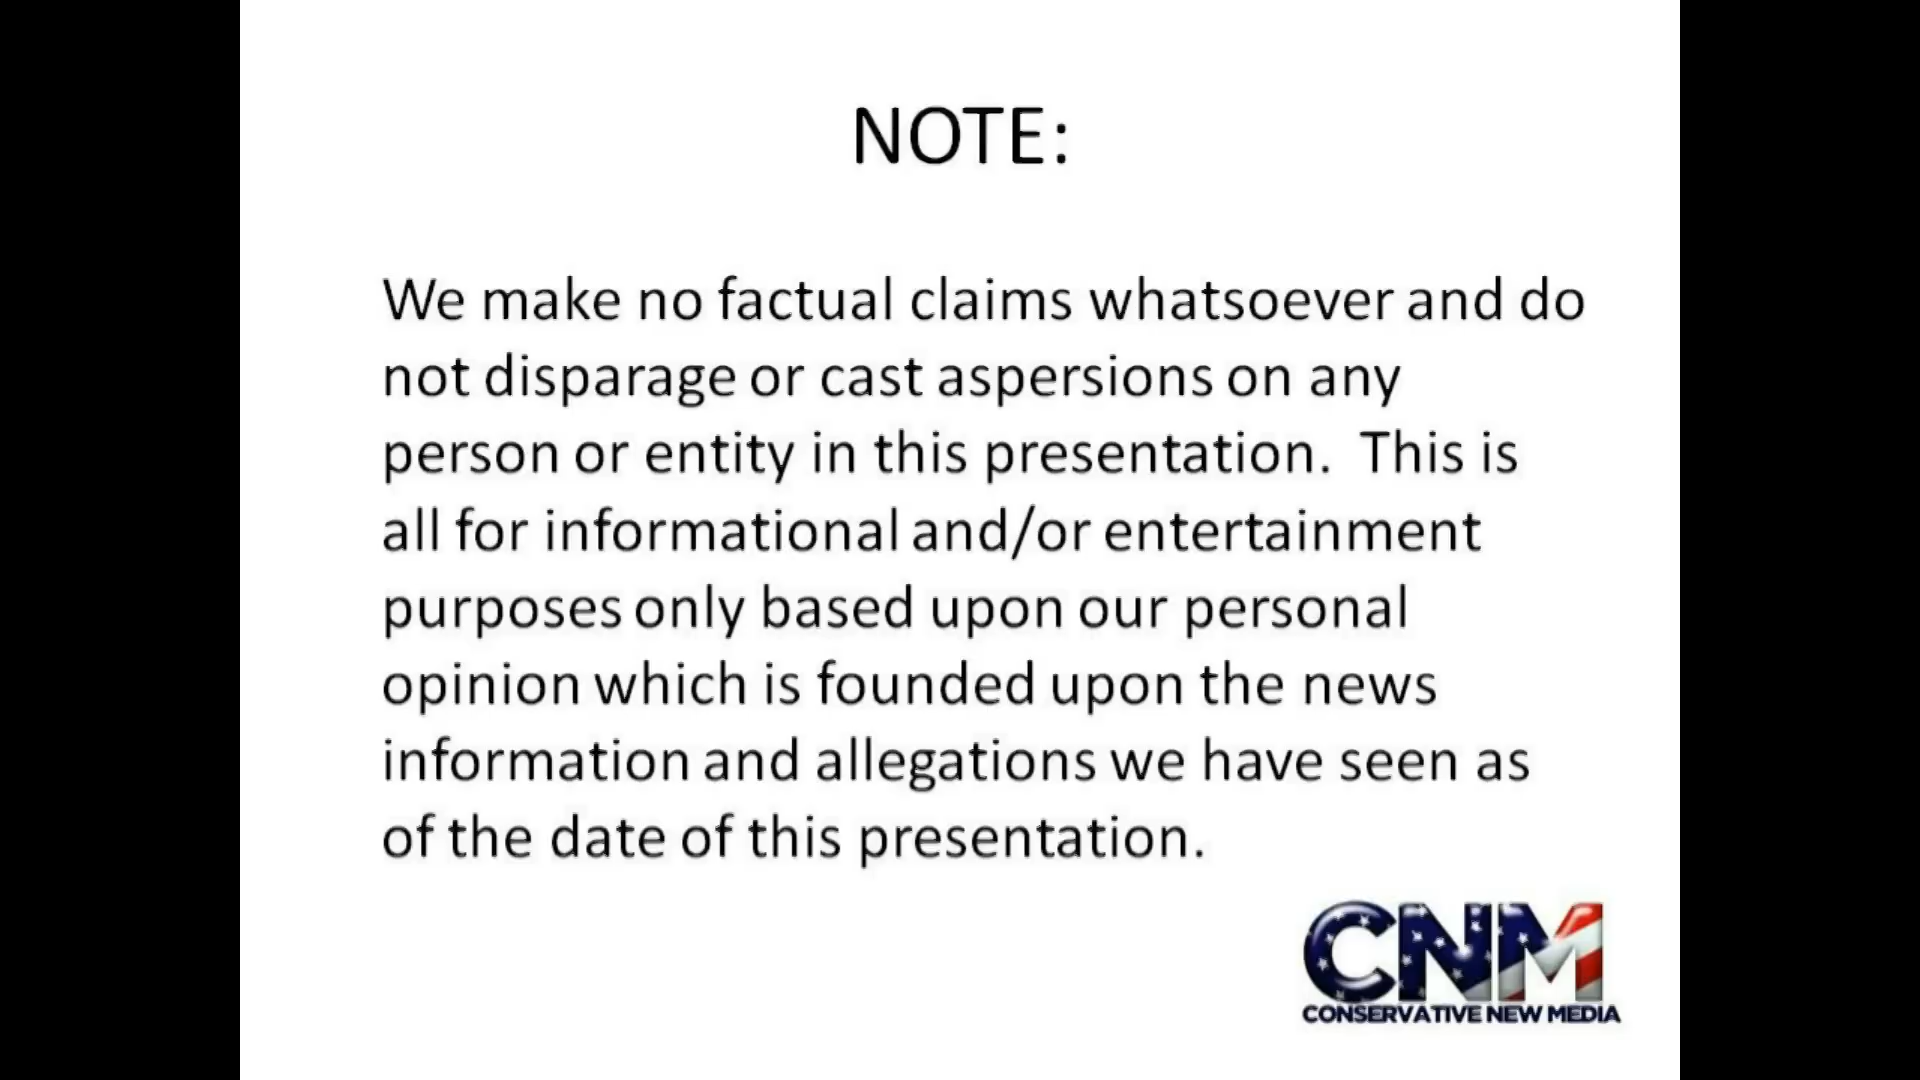 NOTE:
We make no factual claims whatsoever and do
not disparage or cast aspersions on any
person or entity in this presentation.  This is
all for informational and/or entertainment
purposes only based upon our personal
opinion which is founded upon the news
information and allegations we have seen as
of the date of this presentation.
CNM
CONSERVATIVE NEW MEDIA